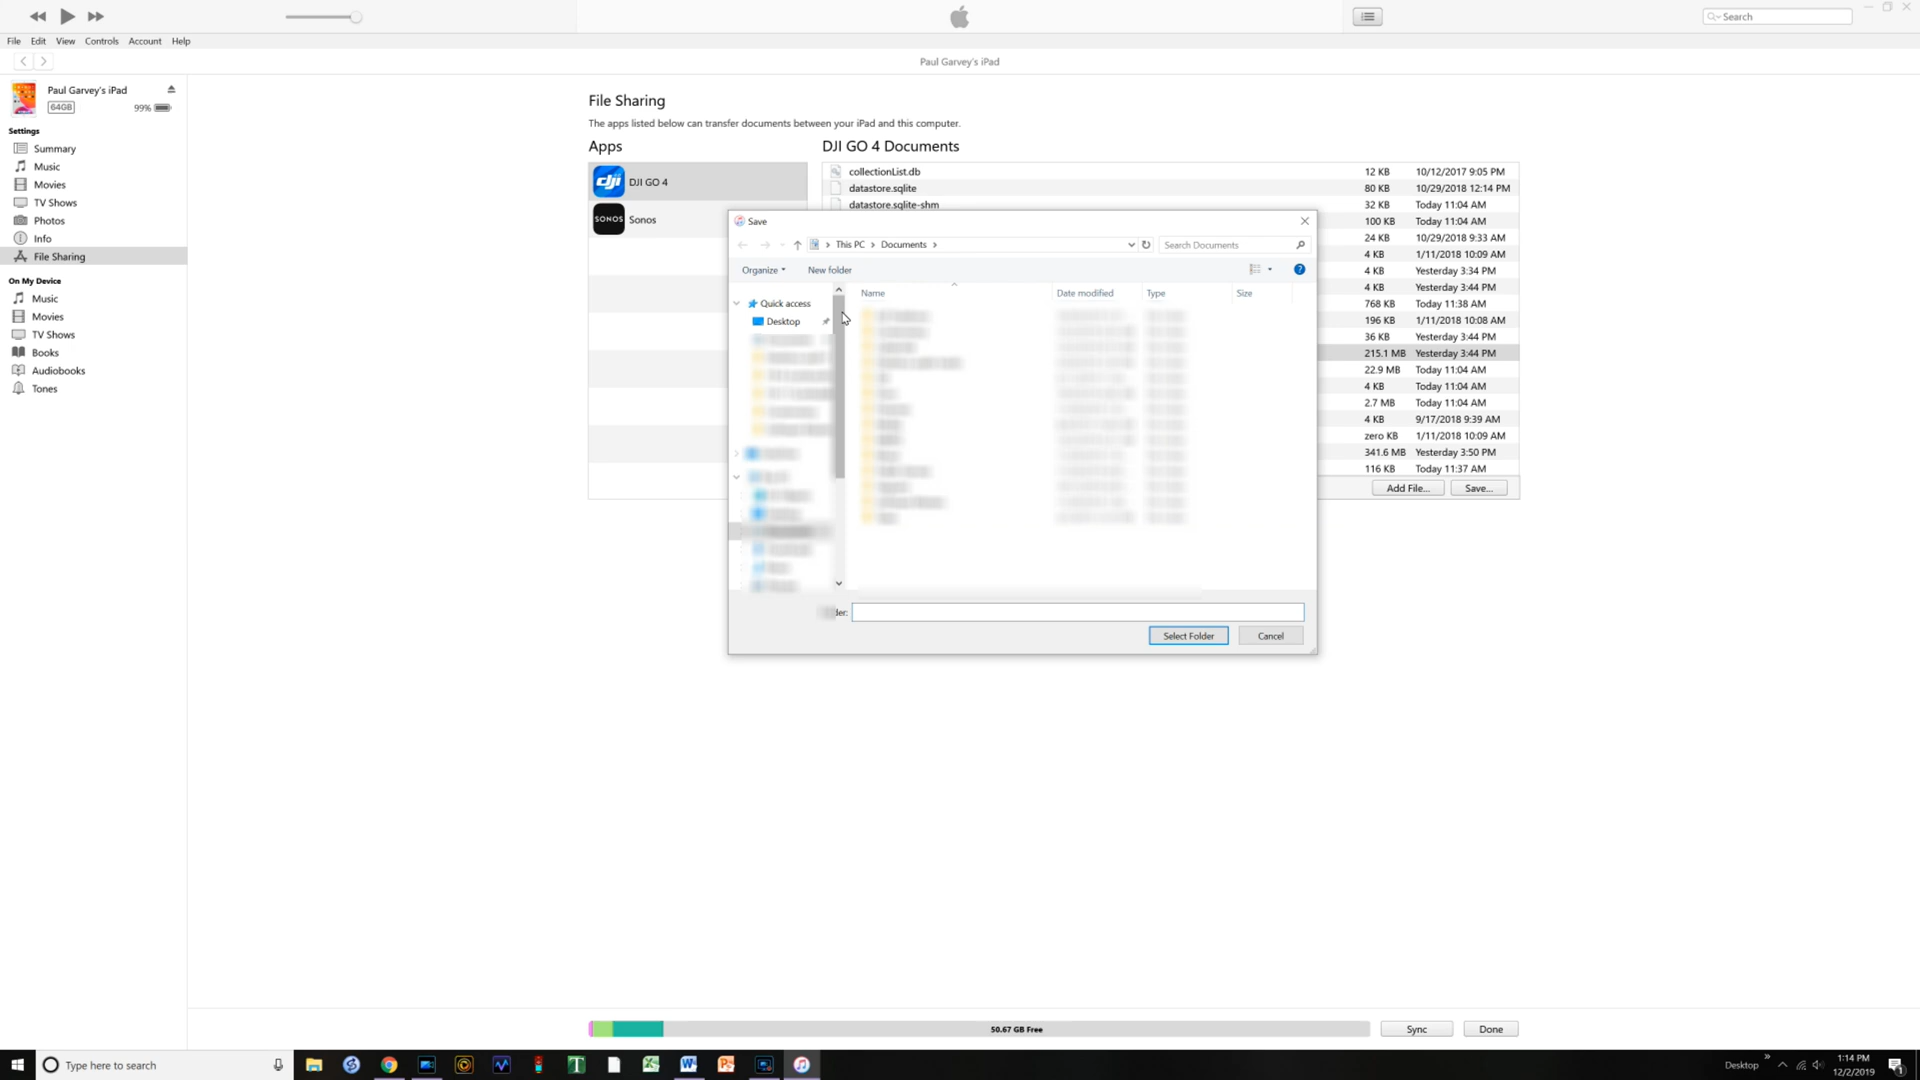 Search
File Edit View Controls Account Help
Paul Garvey's iPad
Paul Garvey's iPad
64GB 99%
Settings
Summary
Music
Movies
TV Shows
Photos
Info
File Sharing
On My Device
Music
Movies
TV Shows
Books
Audiobooks
Tones
File Sharing
The apps listed below can transfer documents between your iPad and this computer.
Apps
dji DJI GO 4
SONOS Sonos
DJI GO 4 Documents
collectionList.db 12 KB 10/12/2017 9:05 PM
datastore.sqlite 80 KB 10/29/2018 12:14 PM
datastore.sqlite-shm 32 KB Today 11:04 AM
100 KB Today 11:04 AM
24 KB 10/29/2018 9:33 AM
4 KB 1/11/2018 10:09 AM
4 KB Yesterday 3:34 PM
4 KB Yesterday 3:44 PM
768 KB Today 11:38 AM
196 KB 1/11/2018 10:08 AM
36 KB Yesterday 3:44 PM
215.1 MB Yesterday 3:44 PM
22.9 MB Today 11:04 AM
4 KB Today 11:04 AM
2.7 MB Today 11:04 AM
4 KB 9/17/2018 9:39 AM
zero KB 1/11/2018 10:09 AM
341.6 MB Yesterday 3:50 PM
116 KB Today 11:37 AM
Add File... Save...
Save
This PC Documents Search Documents
Organize New folder
Quick access
Desktop
Name Date modified Type Size
der:
Select Folder Cancel
50.67 GB Free
Sync Done
Type here to search
Desktop
1:14 PM
12/2/2019